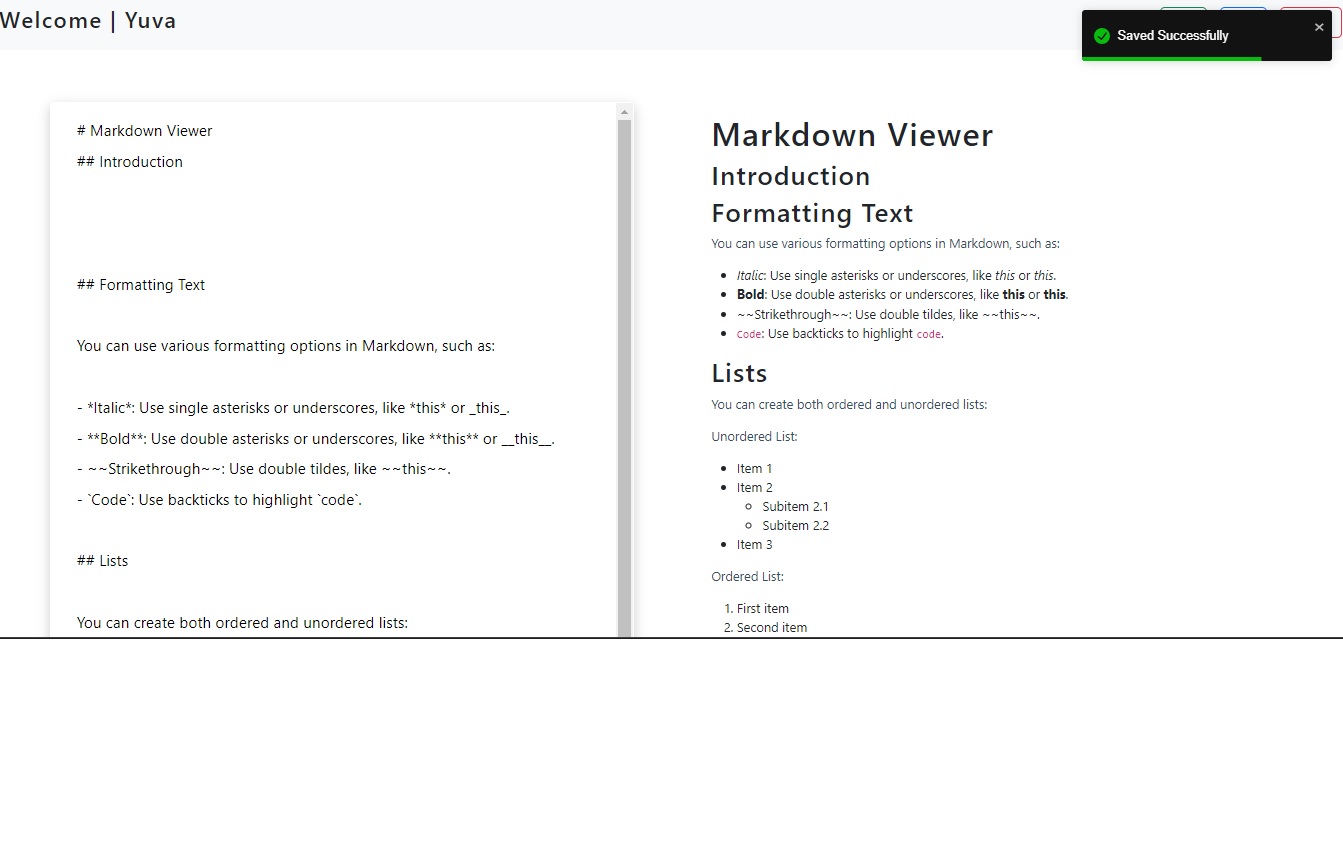 Welcome | Yuva
Saved Successfully
×
# Markdown Viewer
## Introduction
## Formatting Text
You can use various formatting options in Markdown, such as:
- *Italic*: Use single asterisks or underscores, like *this* or _this_.
- **Bold**: Use double asterisks or underscores, like **this** or __this__.
- ~~Strikethrough~~: Use double tildes, like ~~this~~.
- `Code`: Use backticks to highlight `code`.
## Lists
You can create both ordered and unordered lists:
Markdown Viewer
Introduction
Formatting Text
You can use various formatting options in Markdown, such as:
• Italic: Use single asterisks or underscores, like this or this.
• Bold: Use double asterisks or underscores, like this or this.
• ~~Strikethrough~~: Use double tildes, like ~~this~~.
• Code: Use backticks to highlight code.
Lists
You can create both ordered and unordered lists:
Unordered List:
• Item 1
• Item 2
◦ Subitem 2.1
◦ Subitem 2.2
• Item 3
Ordered List:
1. First item
2. Second item